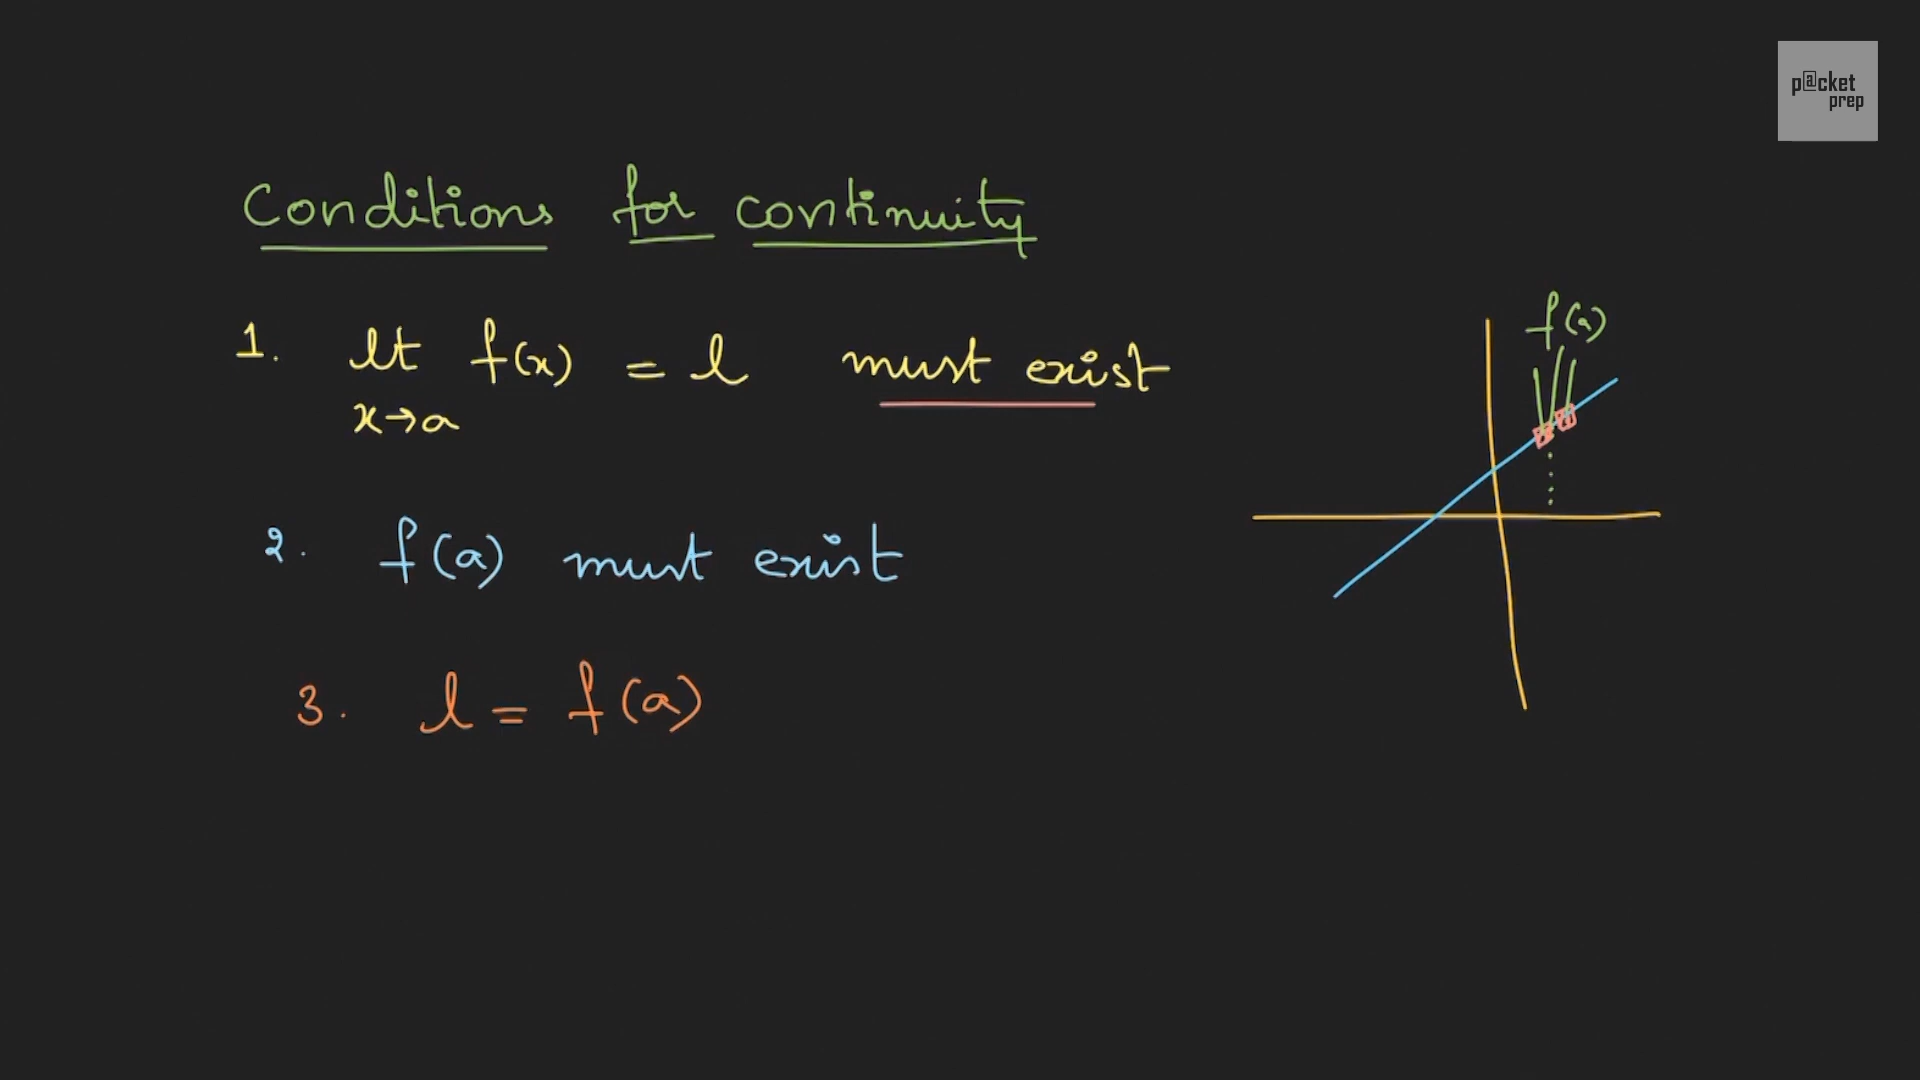 p@cket
prep
Conditions for continuity
1. lt f(x) = l must exist
x→a
f(a)
2. f(a) must exist
3. l = f(a)